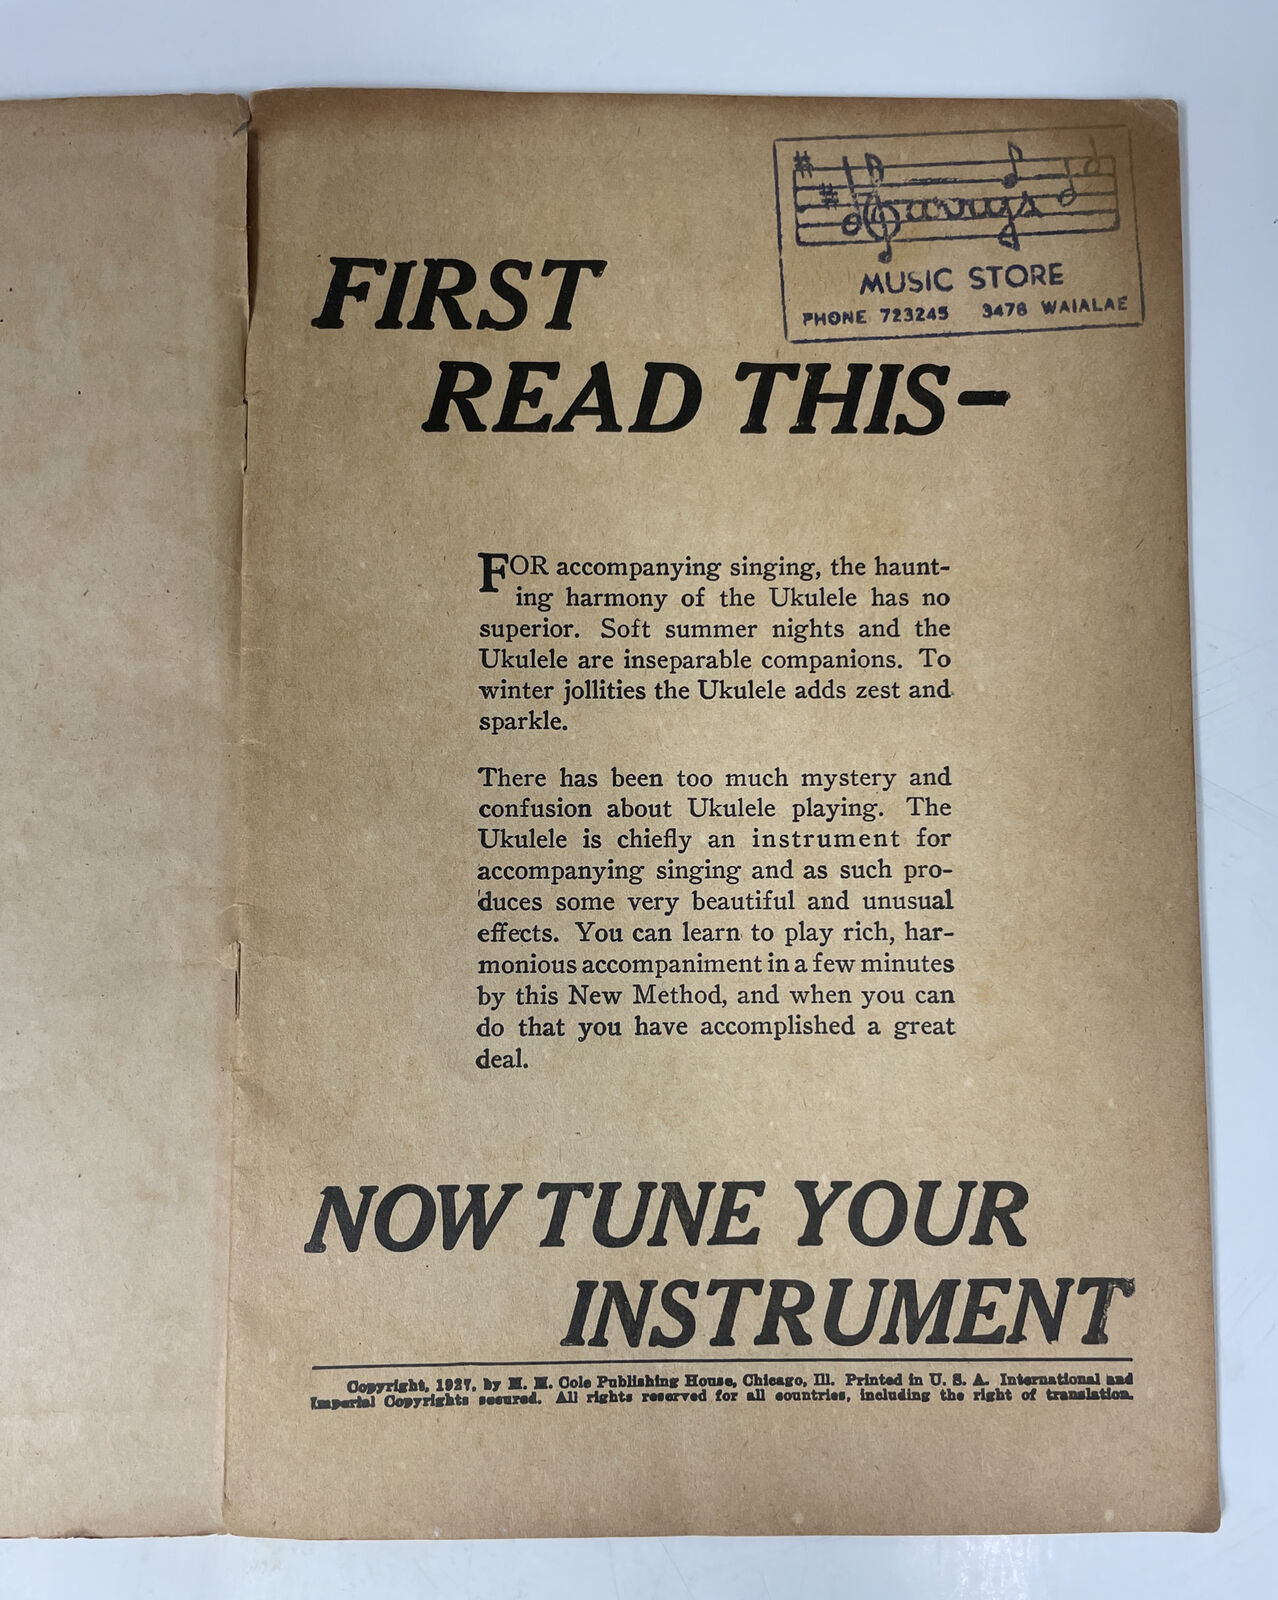 MUSIC STORE
PHONE 723245 3478 WAIALAE
FIRST
READ THIS-
FOR accompanying singing, the haunt-
ing harmony of the Ukulele has no
superior. Soft summer nights and the
Ukulele are inseparable companions. To
winter jollities the Ukulele adds zest and
sparkle.
There has been too much mystery and
confusion about Ukulele playing. The
Ukulele is chiefly an instrument for
accompanying singing and as such pro-
duces some very beautiful and unusual
effects. You can learn to play rich, har-
monious accompaniment in a few minutes
by this New Method, and when you can
do that you have accomplished a great
deal.
NOW TUNE YOUR
INSTRUMENT
Copyright, 1927, by M. M. Cole Publishing House, Chicago, Ill. Printed in U. S. A. International and
Imperial Copyrights secured. All rights reserved for all countries, including the right of translation.